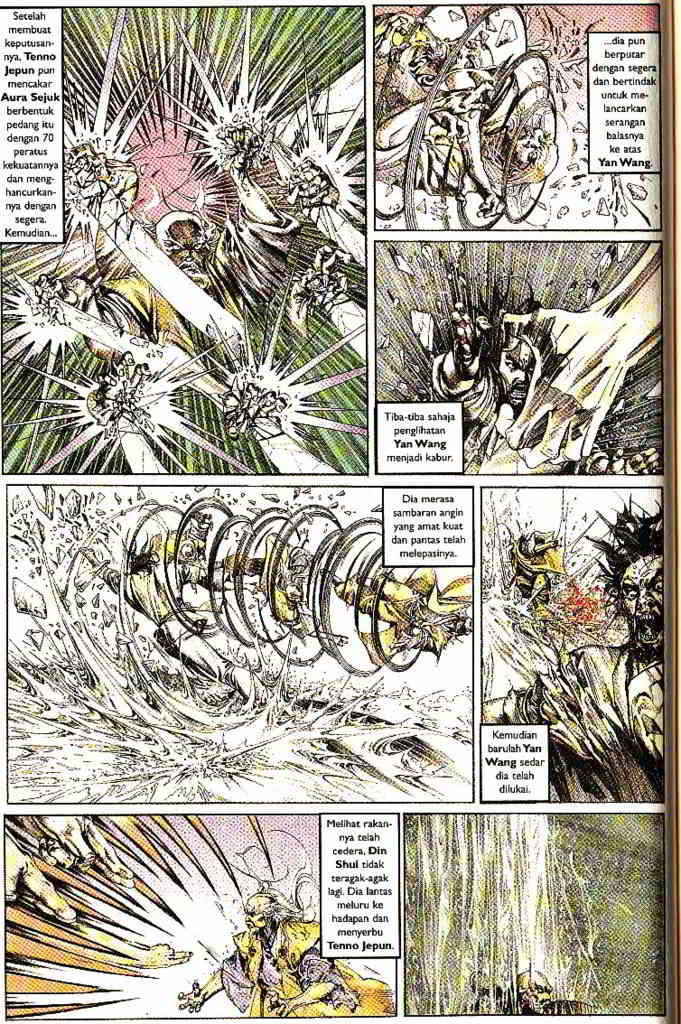 Setelah
membuat
keputusan-
nya, Tenno
Jepun pun
mencakar
Aura Sejuk
berbentuk
pedang itu
dengan 70
peratus
kekuatannya
dan meng-
hancurkan-
nya dengan
segera.
Kemudian...
...dia pun
berputar
dengan segera
dan bertindak
untuk me-
lancarkan
serangan
balasnya
ke atas
Yan Wang.
Tiba-tiba sahaja
penglihatan
Yan Wang
menjadi kabur.
Dia merasa
sambaran angin
yang amat kuat
dan pantas telah
melepasinya.
Kemudian
barulah Yan
Wang sedar
dia telah
dilukai.
Melihat rakan-
nya telah
cedera, Din
Shui tidak
teragak-agak
lagi. Dia lantas
meluru ke
hadapan dan
menyerbu
Tenno Jepun.